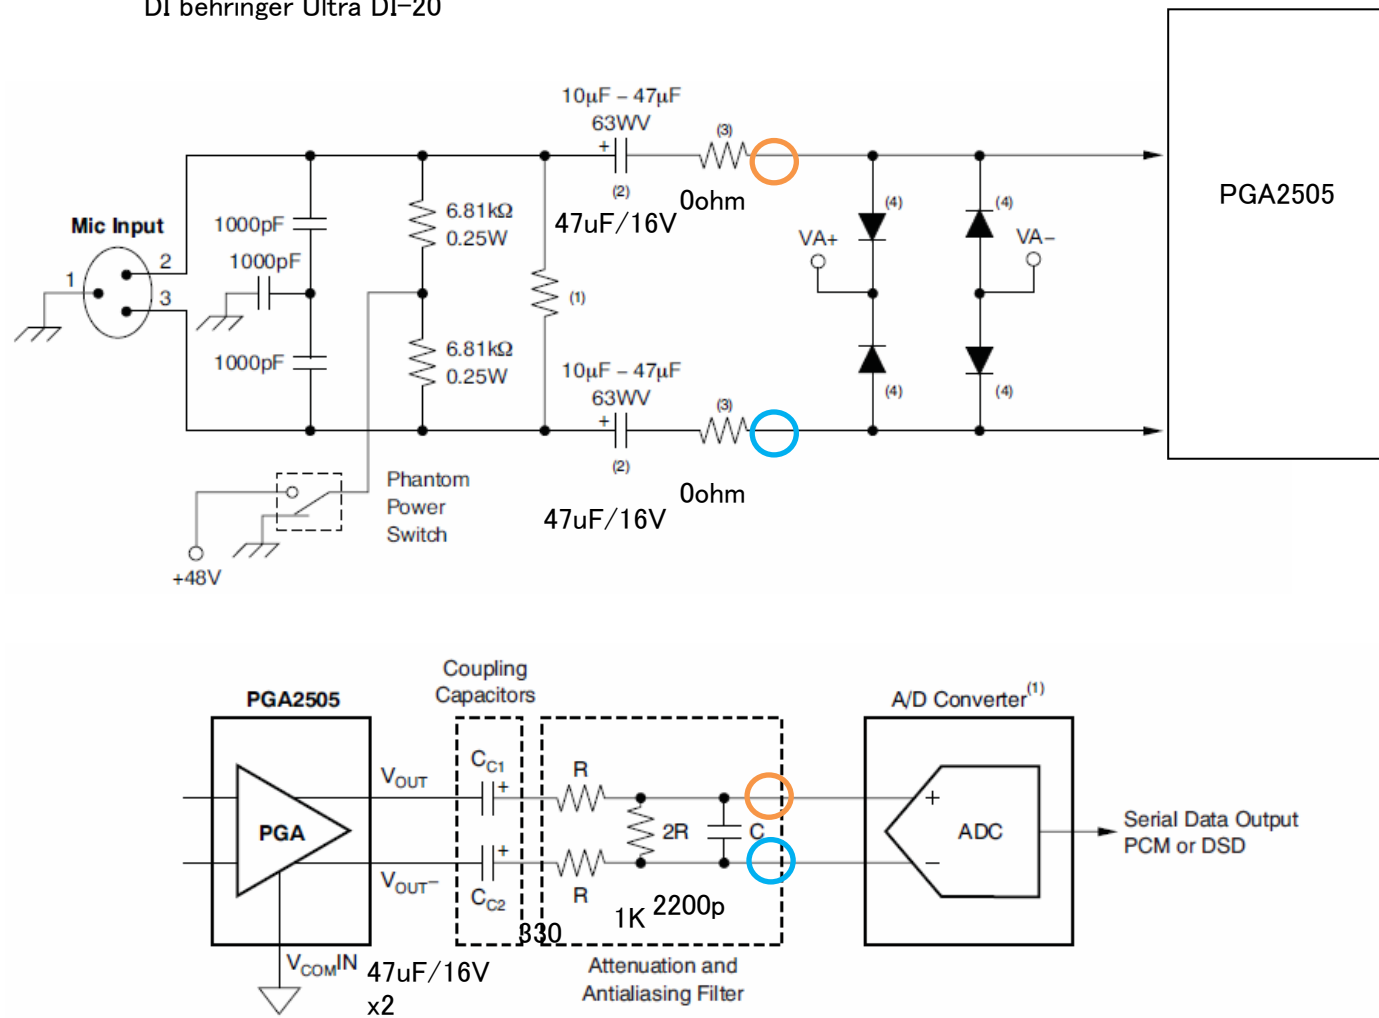 DI behringer Ultra DI-20
10μF – 47μF
63WV
+
(3)
(2)
47uF/16V
0ohm
PGA2505
Mic Input
1
2
3
1000pF
1000pF
1000pF
6.81kΩ
0.25W
(1)
6.81kΩ
0.25W
(4)
(4)
VA+
VA−
(4)
(4)
10μF – 47μF
63WV
+
(3)
(2)
0ohm
47uF/16V
Phantom
Power
Switch
+48V
Coupling
Capacitors
PGA2505
A/D Converter(1)
CC1
+
R
VOUT
PGA
2R
C
+
ADC
−
Serial Data Output
PCM or DSD
+
VOUT−
CC2
R
330
1K
2200p
VCOMIN
47uF/16V
x2
Attenuation and
Antialiasing Filter